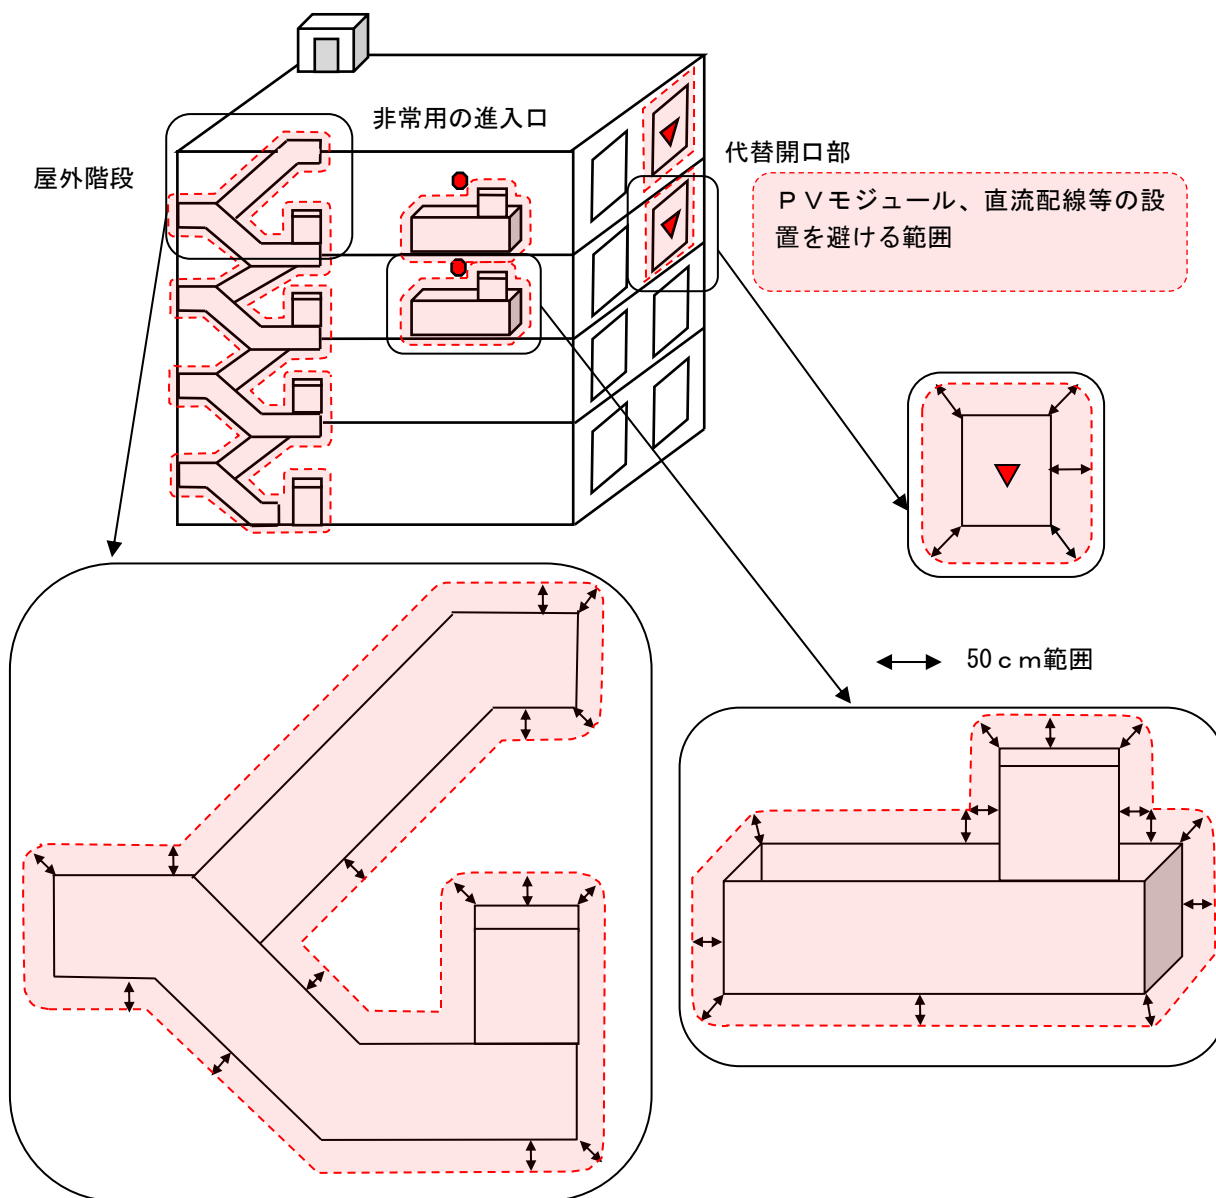 非常用の進入口
代替開口部
屋外階段
ＰＶモジュール、直流配線等の設
置を避ける範囲
50ｃｍ範囲